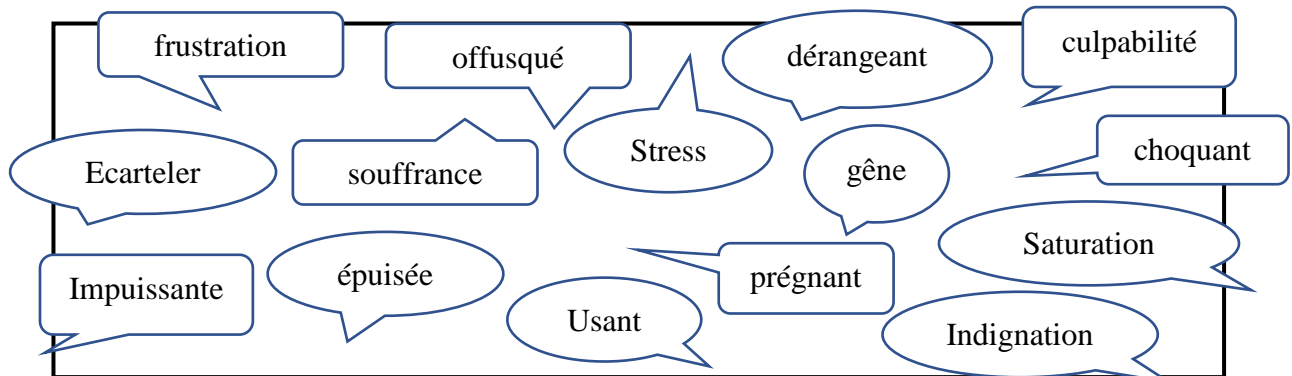 frustration
offusqué
dérangeant
culpabilité
Ecarteler
souffrance
Stress
gêne
choquant
Impuissante
épuisée
Usant
prégnant
Saturation
Indignation